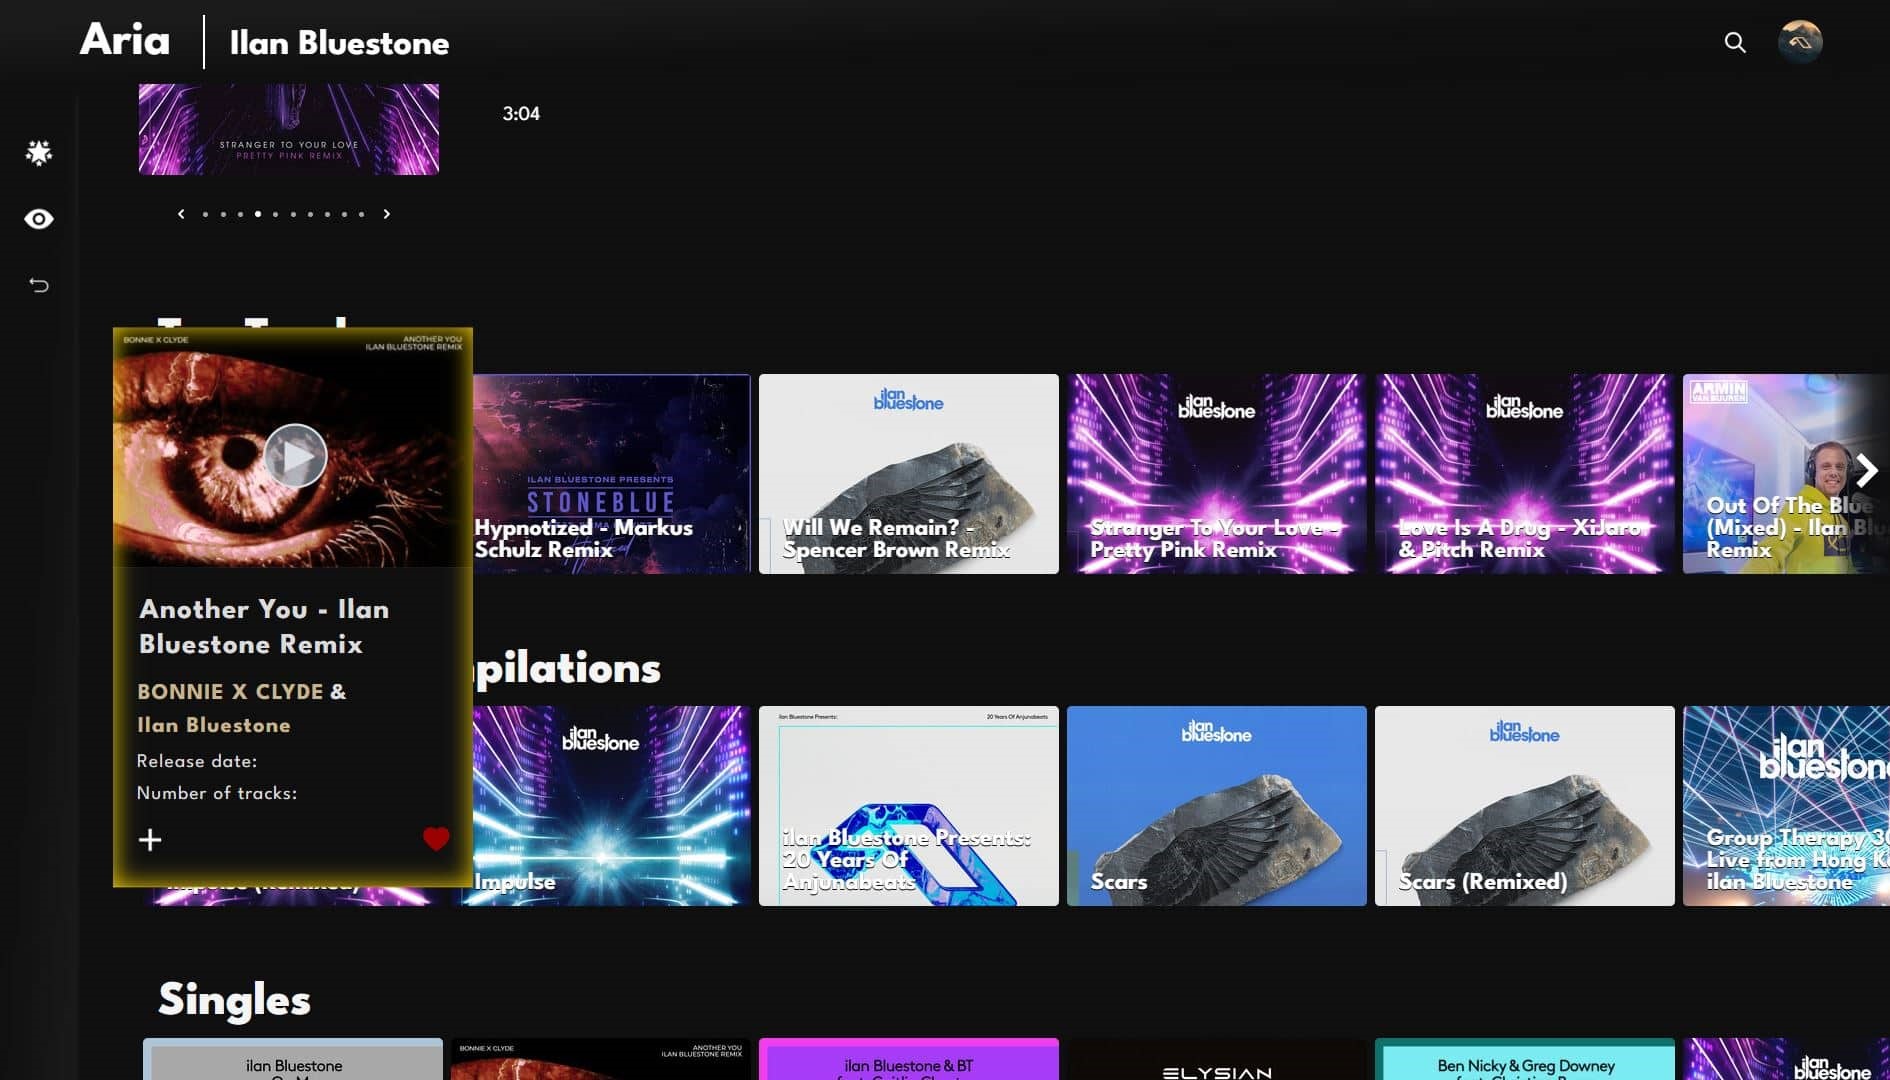 Aria
Ilan Bluestone
STRANGER TO YOUR LOVE
PRETTY PINK REMIX
3:04
BONNIE X CLYDE
ANOTHER YOU
ILAN BLUESTONE REMIX
Another You - Ilan
Bluestone Remix
BONNIE X CLYDE &
Ilan Bluestone
Release date:
Number of tracks:
ILAN BLUESTONE PRESENTS
STONEBLUE
Hypnotized - Markus
Schulz Remix
ilan
bluestone
Will We Remain? -
Spencer Brown Remix
ilan
bluestone
Stranger To Your Love -
Pretty Pink Remix
ilan
bluestone
Love Is A Drug - XiJaro
& Pitch Remix
ARMIN
VAN BUUREN
Out Of The Blue
(Mixed) - Ilan Blu
Remix
pilations
Impulse (Remixed)
ilan
bluestone
Impulse
Ilan Bluestone Presents:
20 Years Of Anjunabeats
ilan Bluestone Presents:
20 Years Of
Anjunabeats
ilan
bluestone
Scars
ilan
bluestone
Scars (Remixed)
ilan
bluestone
Group Therapy 30
Live from Hong K
ilan Bluestone
Singles
ilan Bluestone
BONNIE X CLYDE
ANOTHER YOU
ILAN BLUESTONE REMIX
ilan Bluestone & BT
ELYSIAN
Ben Nicky & Greg Downey
ilan
bluestone